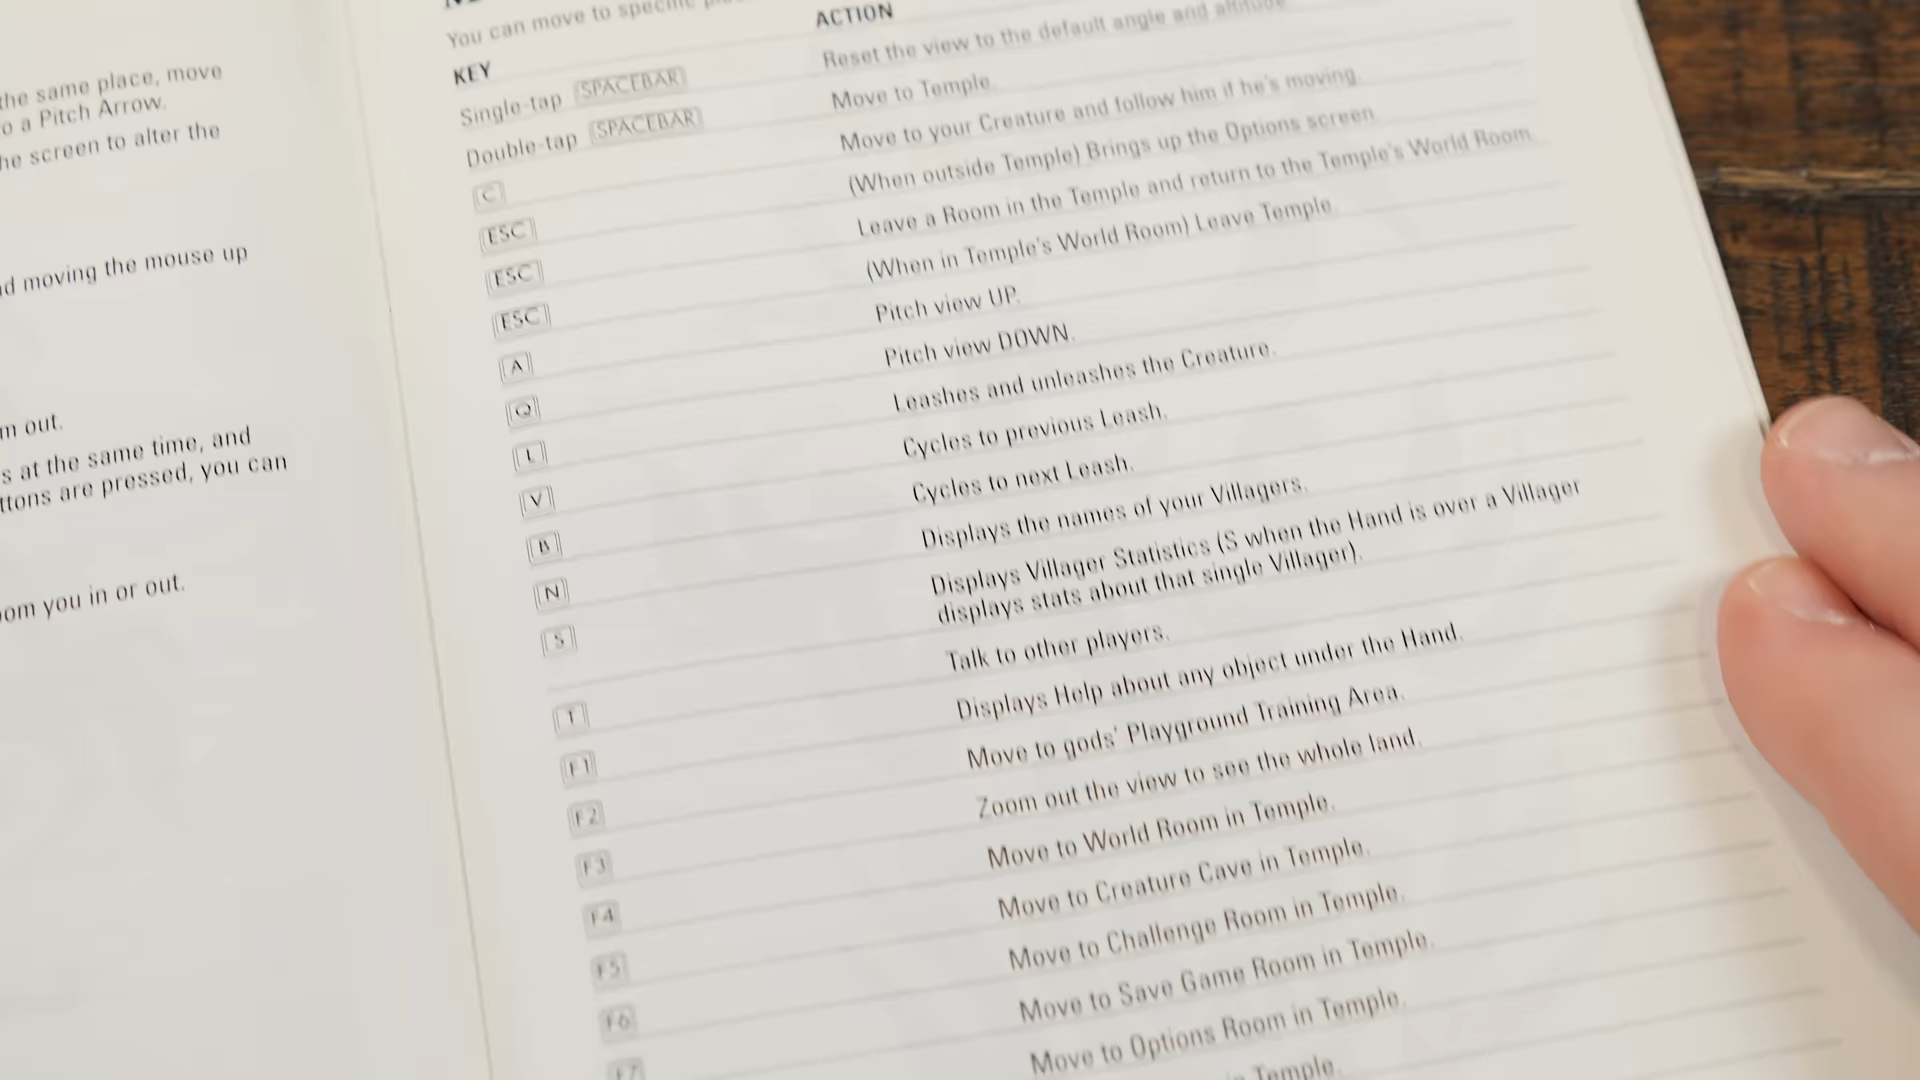 the same place, move
o a Pitch Arrow.
he screen to alter the
d moving the mouse up
m out.
s at the same time, and
ttons are pressed, you can
oom you in or out.
You can move to specific
KEY ACTION
Single-tap SPACEBAR Reset the view to the default angle and altitude
Double-tap SPACEBAR Move to Temple.
C Move to your Creature and follow him if he's moving.
ESC (When outside Temple) Brings up the Options screen
ESC Leave a Room in the Temple and return to the Temple's World Room.
ESC (When in Temple's World Room) Leave Temple.
A Pitch view UP.
Q Pitch view DOWN.
L Leashes and unleashes the Creature.
V Cycles to previous Leash.
B Cycles to next Leash.
N Displays the names of your Villagers.
S Displays Villager Statistics (S when the Hand is over a Villager
displays stats about that single Villager).
T Talk to other players.
F1 Displays Help about any object under the Hand.
F2 Move to gods' Playground Training Area.
F3 Zoom out the view to see the whole land.
F4 Move to World Room in Temple.
F5 Move to Creature Cave in Temple.
F6 Move to Challenge Room in Temple.
F7 Move to Save Game Room in Temple.
Move to Options Room in Temple.
in Temple.